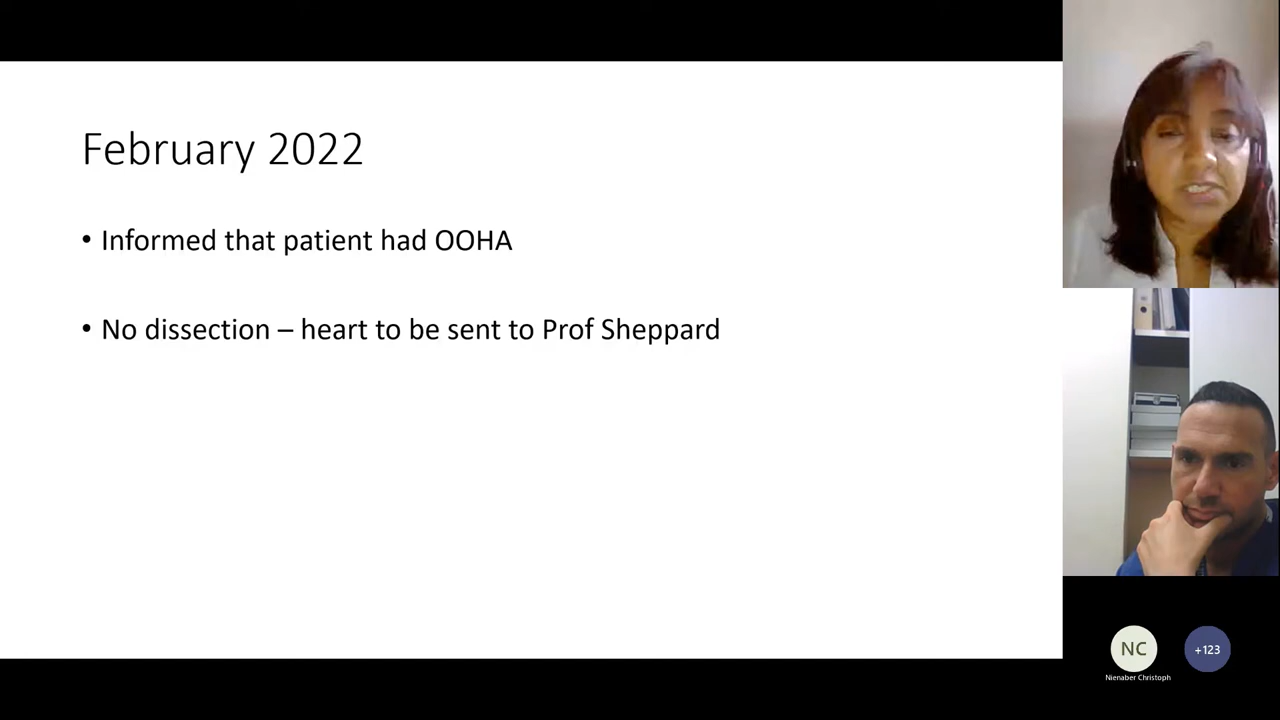 February 2022
• Informed that patient had OOHA
• No dissection – heart to be sent to Prof Sheppard
NC
+123
Nienaber Christoph